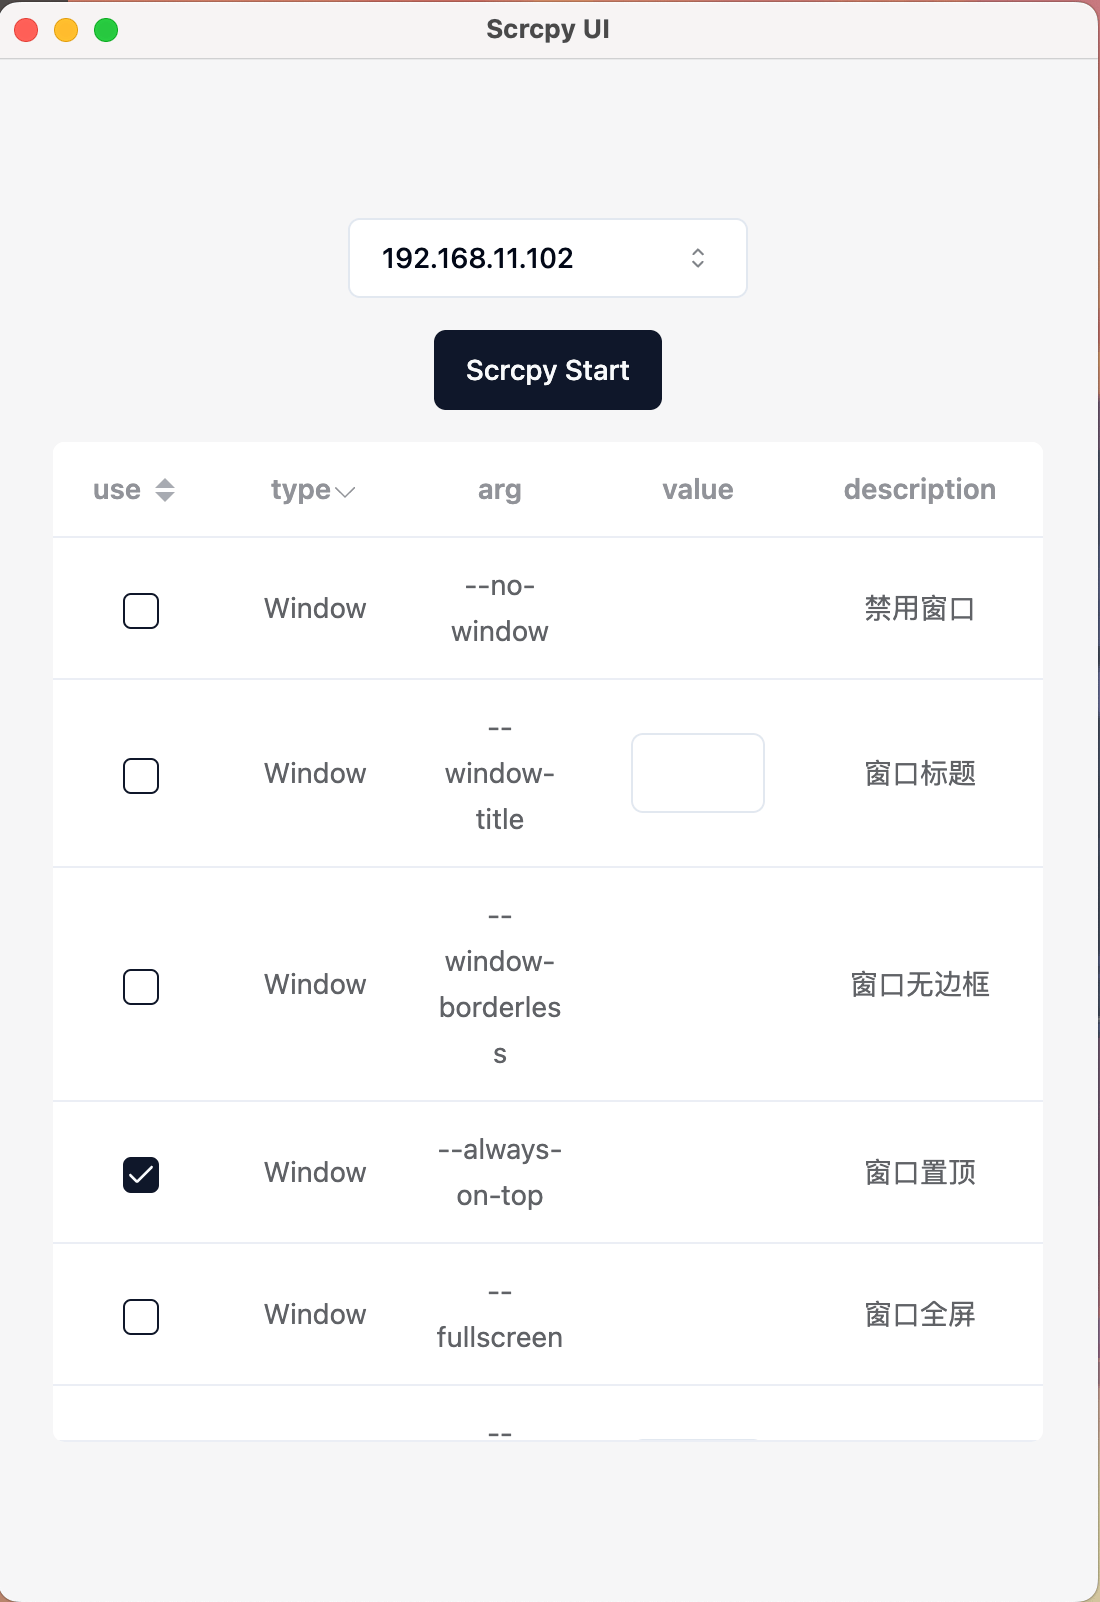 Scrcpy UI
192.168.11.102
Scrcpy Start
use type arg value description
Window --no-
window 禁用窗口
Window --
window-
title 窗口标题
Window --
window-
borderles
s 窗口无边框
Window --always-
on-top 窗口置顶
Window --
fullscreen 窗口全屏
--